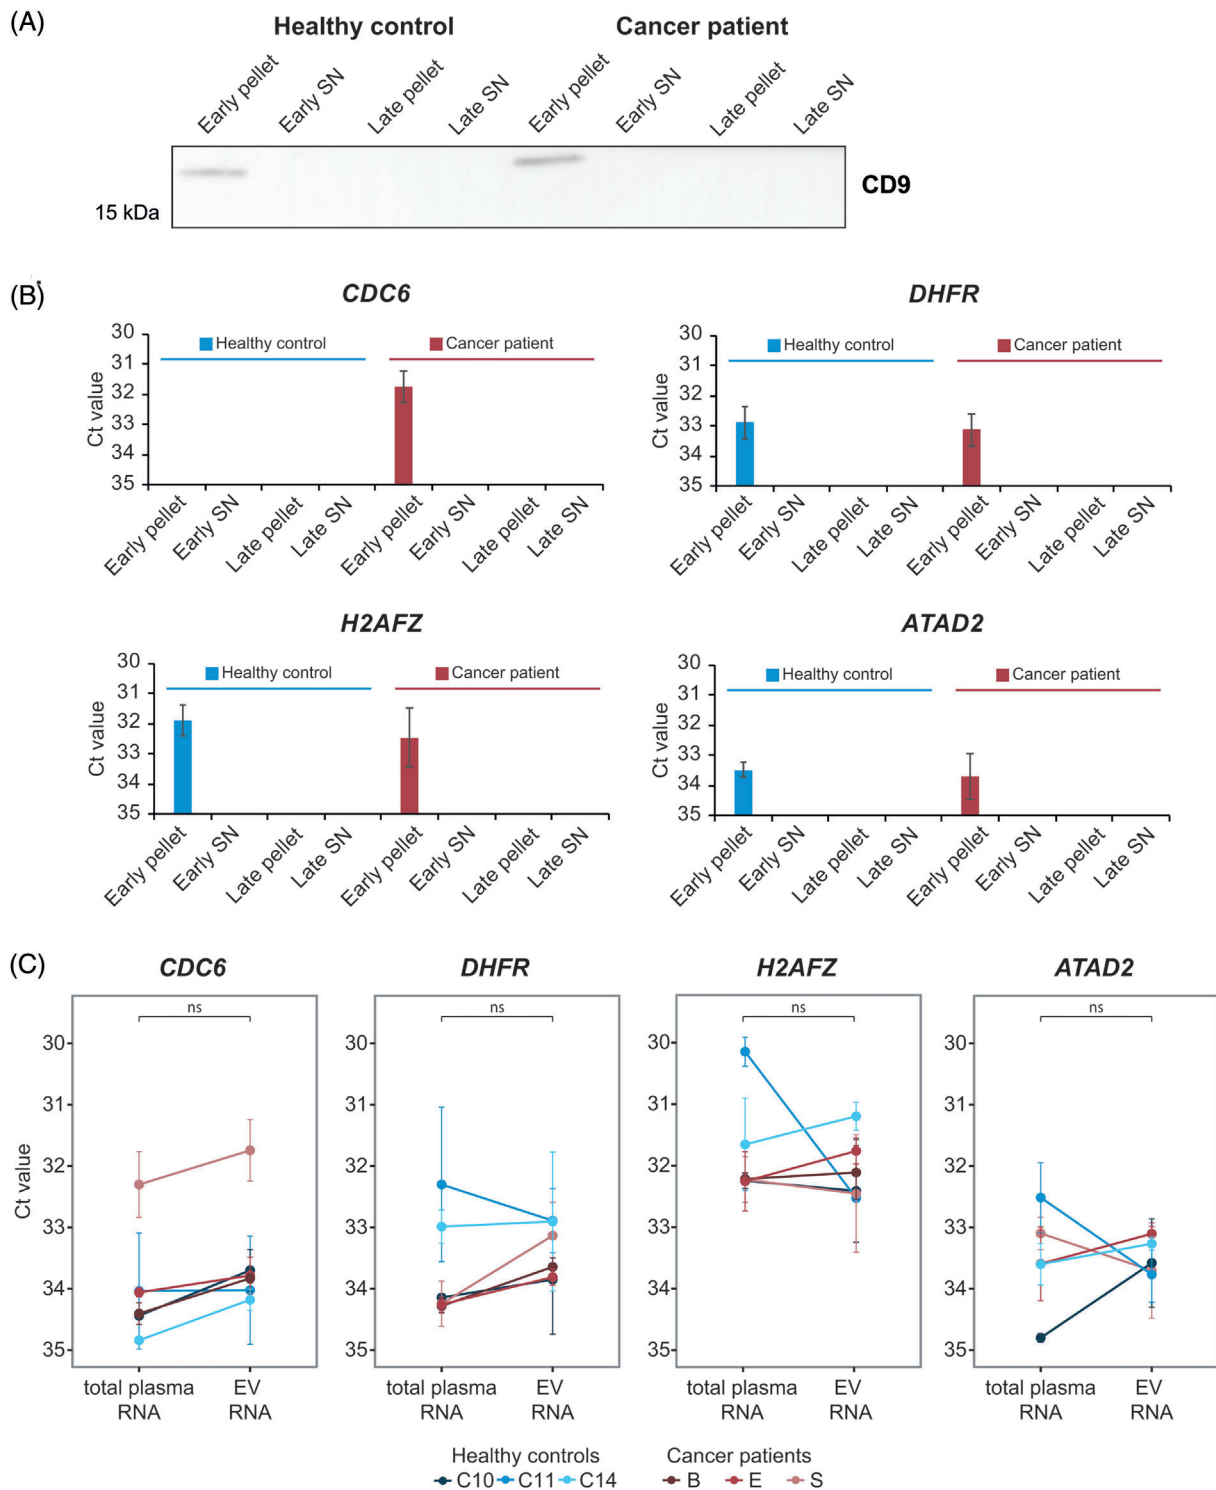 (A)
Healthy control Cancer patient
Early pellet Early SN Late pellet Late SN Early pellet Early SN Late pellet Late SN
CD9
15 kDa
(B)
CDC6 DHFR
30 30
Healthy control Cancer patient Healthy control Cancer patient
31 31
32 32
33 33
34 34
35 35
Ct value Ct value
Early pellet Early SN Late pellet Late SN Early pellet Early SN Late pellet Late SN Early pellet Early SN Late pellet Late SN Early pellet Early SN Late pellet Late SN
H2AFZ ATAD2
30 30
Healthy control Cancer patient Healthy control Cancer patient
31 31
32 32
33 33
34 34
35 35
Ct value Ct value
Early pellet Early SN Late pellet Late SN Early pellet Early SN Late pellet Late SN Early pellet Early SN Late pellet Late SN Early pellet Early SN Late pellet Late SN
(C)
CDC6 DHFR H2AFZ ATAD2
ns ns ns ns
30 30 30 30
31 31 31 31
32 32 32 32
33 33 33 33
34 34 34 34
35 35 35 35
Ct value
total plasma EV total plasma EV total plasma EV total plasma EV
RNA RNA RNA RNA RNA RNA RNA RNA
Healthy controls Cancer patients
C10 C11 C14 B E S